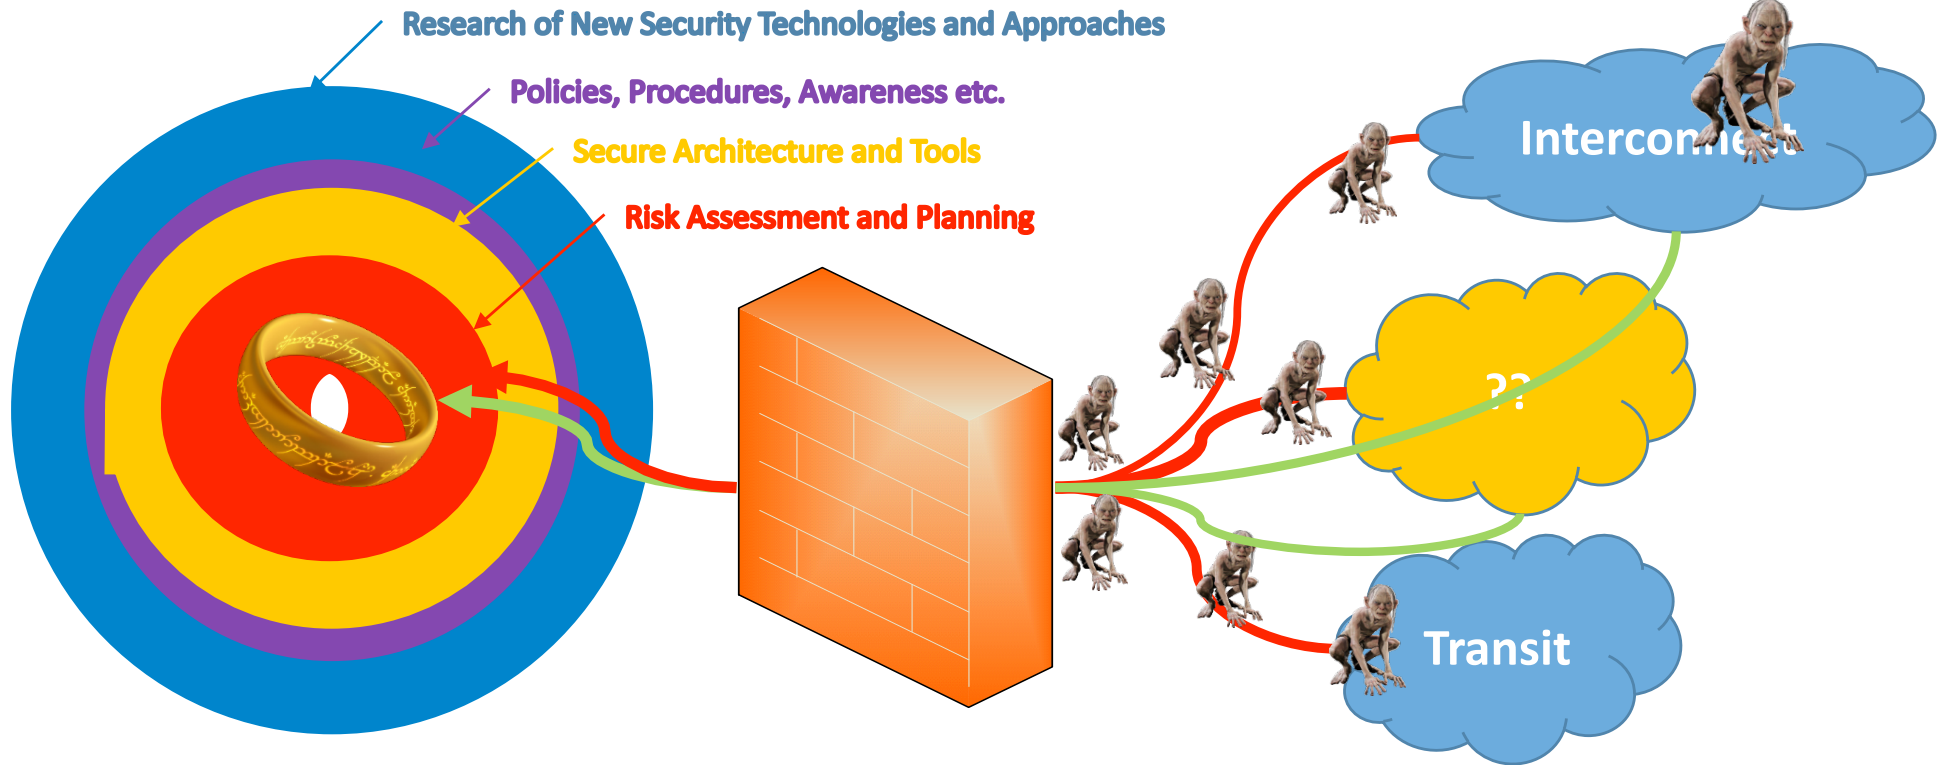 Research of New Security Technologies and Approaches
Policies, Procedures, Awareness etc.
Secure Architecture and Tools
Risk Assessment and Planning
Interconnect
??
Transit